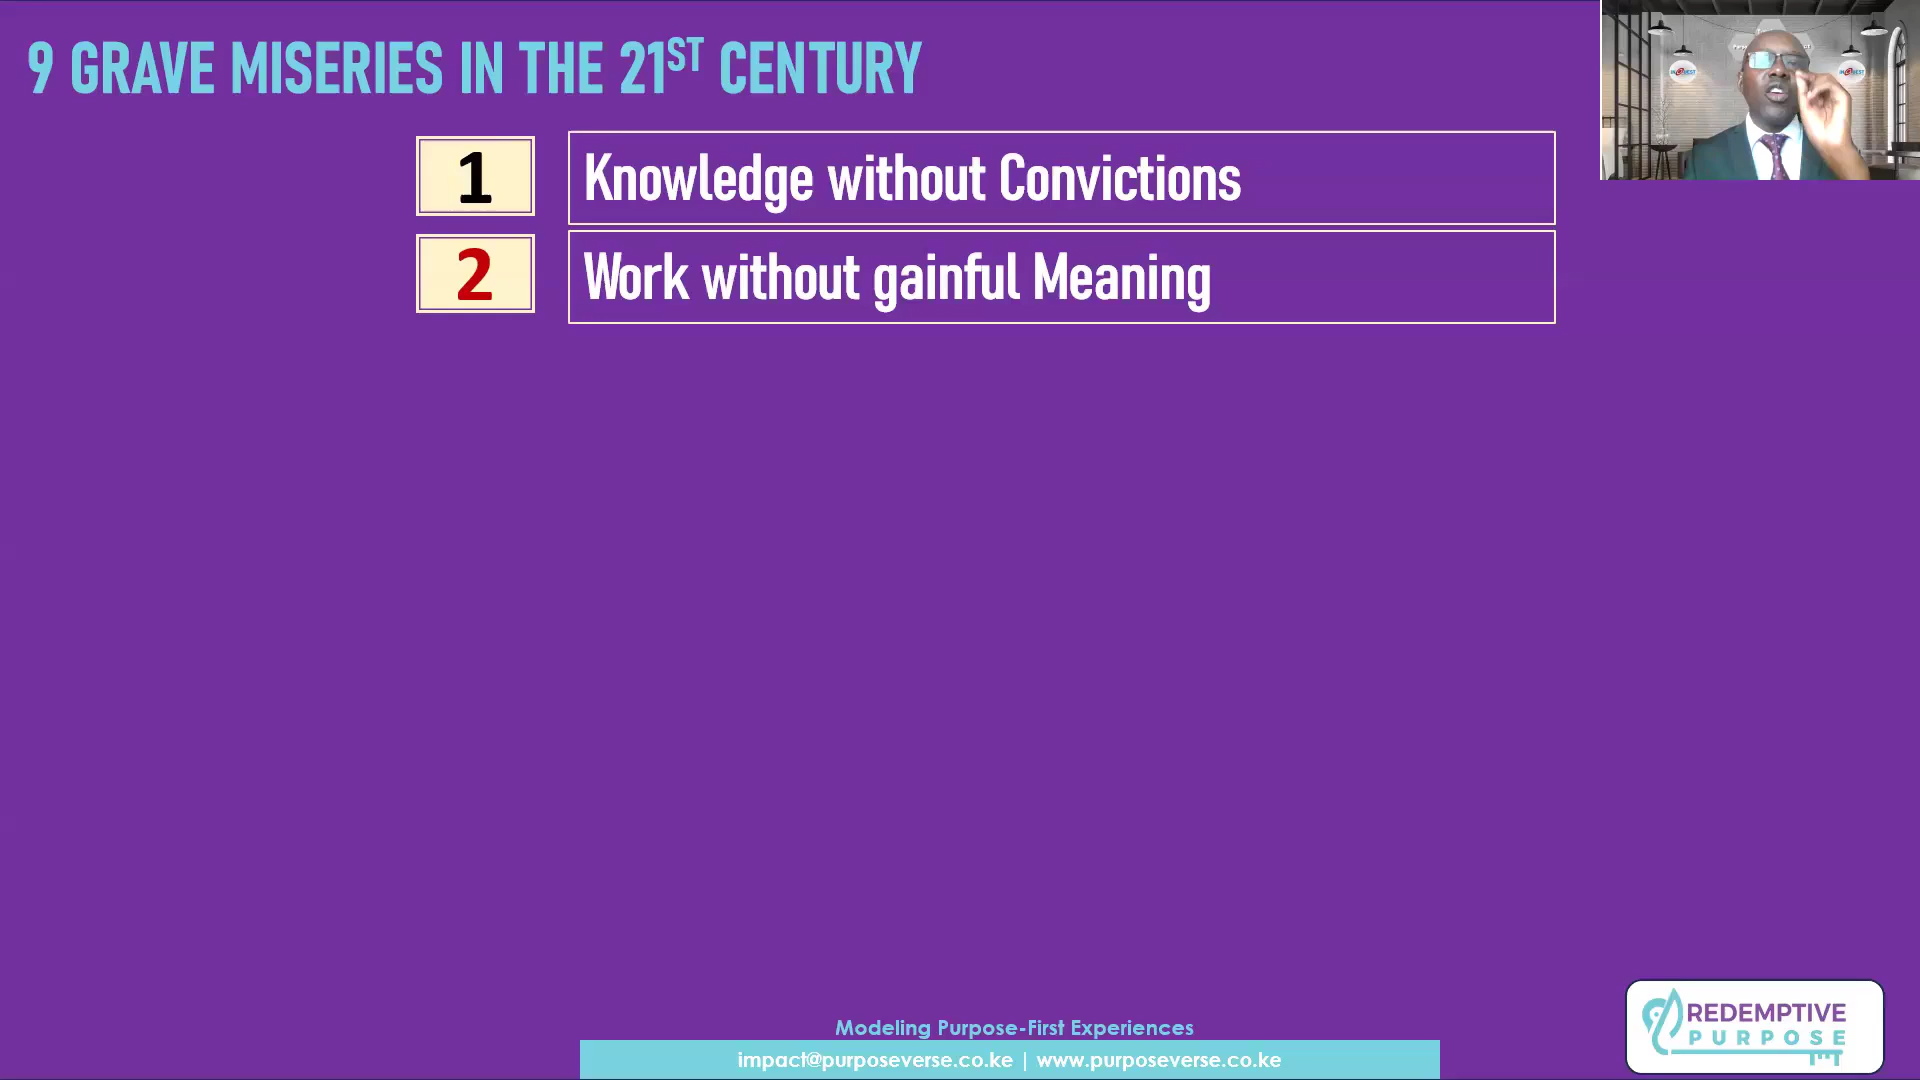 9 GRAVE MISERIES IN THE 21ST CENTURY
1
Knowledge without Convictions
2
Work without gainful Meaning
Modeling Purpose-First Experiences
impact@purposeverse.co.ke | www.purposeverse.co.ke
REDEMPTIVE
PURPOSE